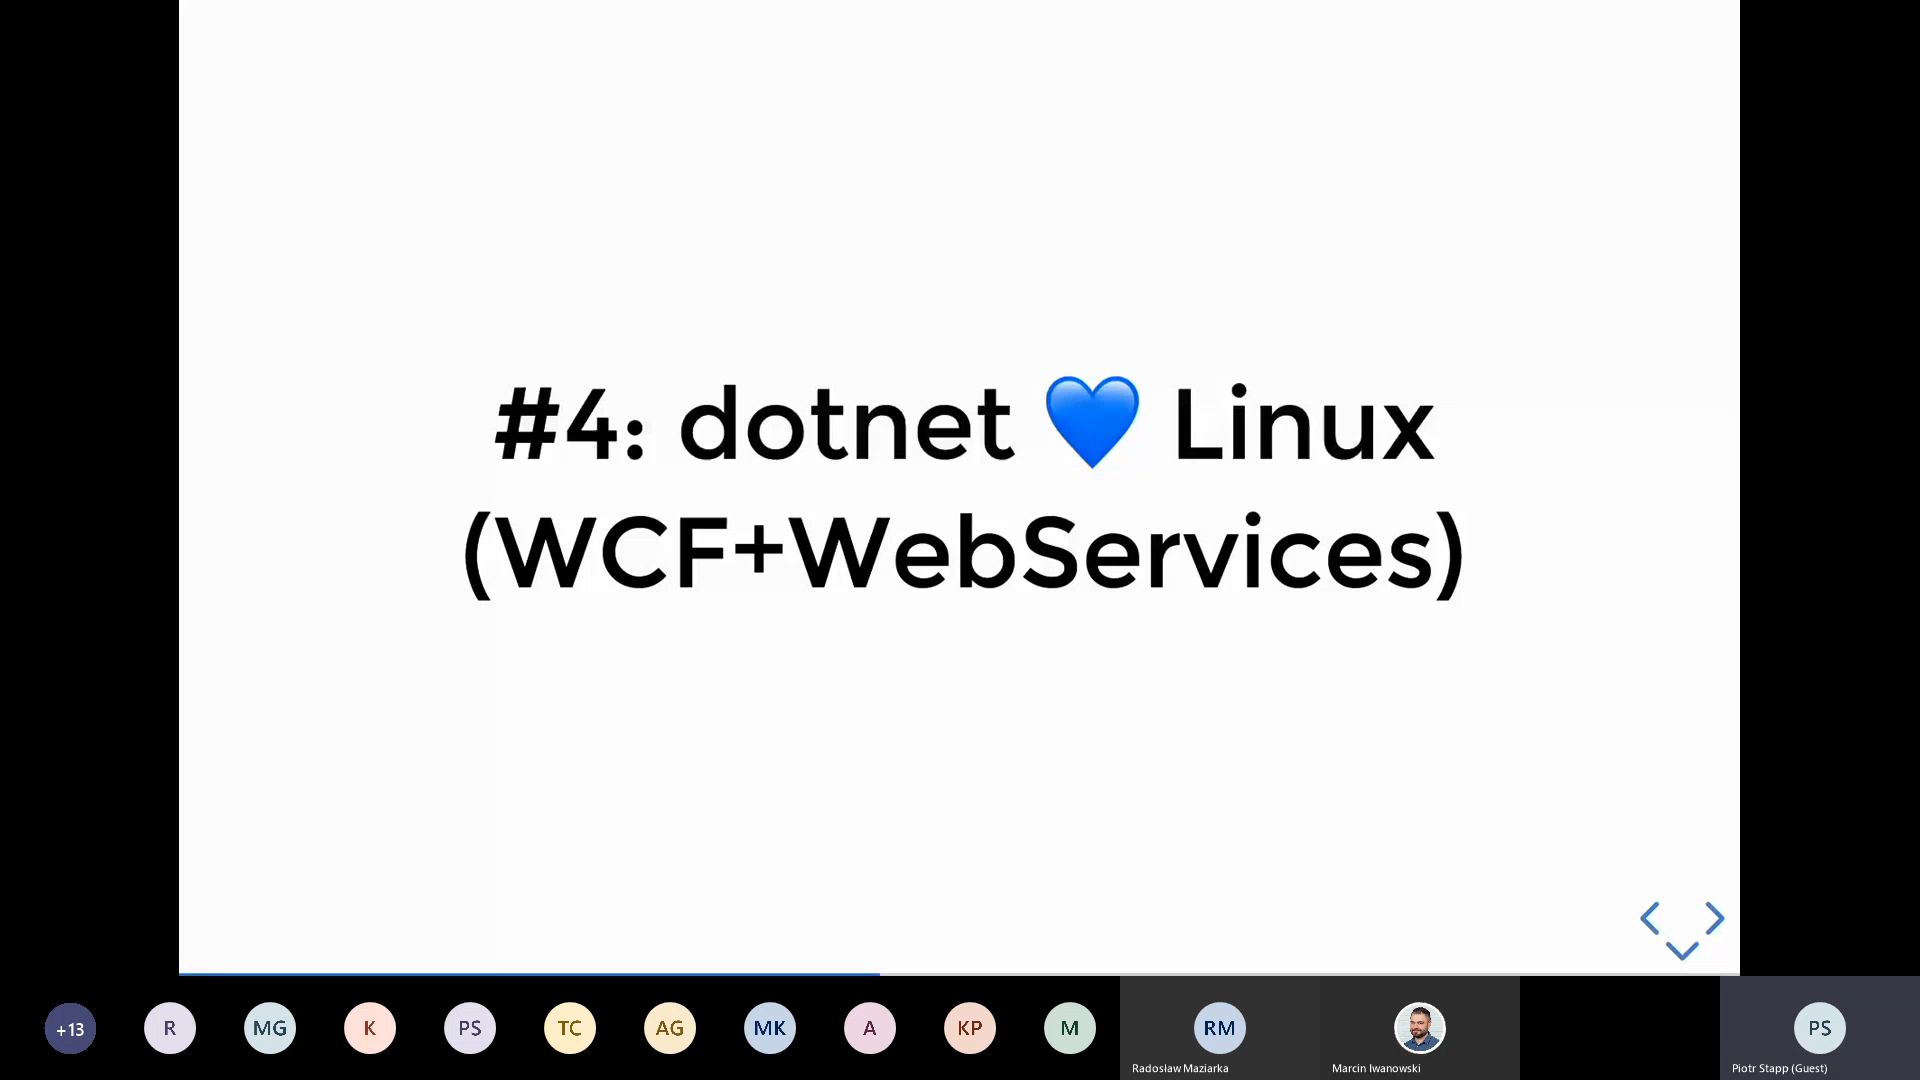 #4: dotnet 💙 Linux
(WCF+WebServices)
+13
R
MG
K
PS
TC
AG
MK
A
KP
M
RM
PS
Radosław Maziarka
Marcin Iwanowski
Piotr Stapp (Guest)